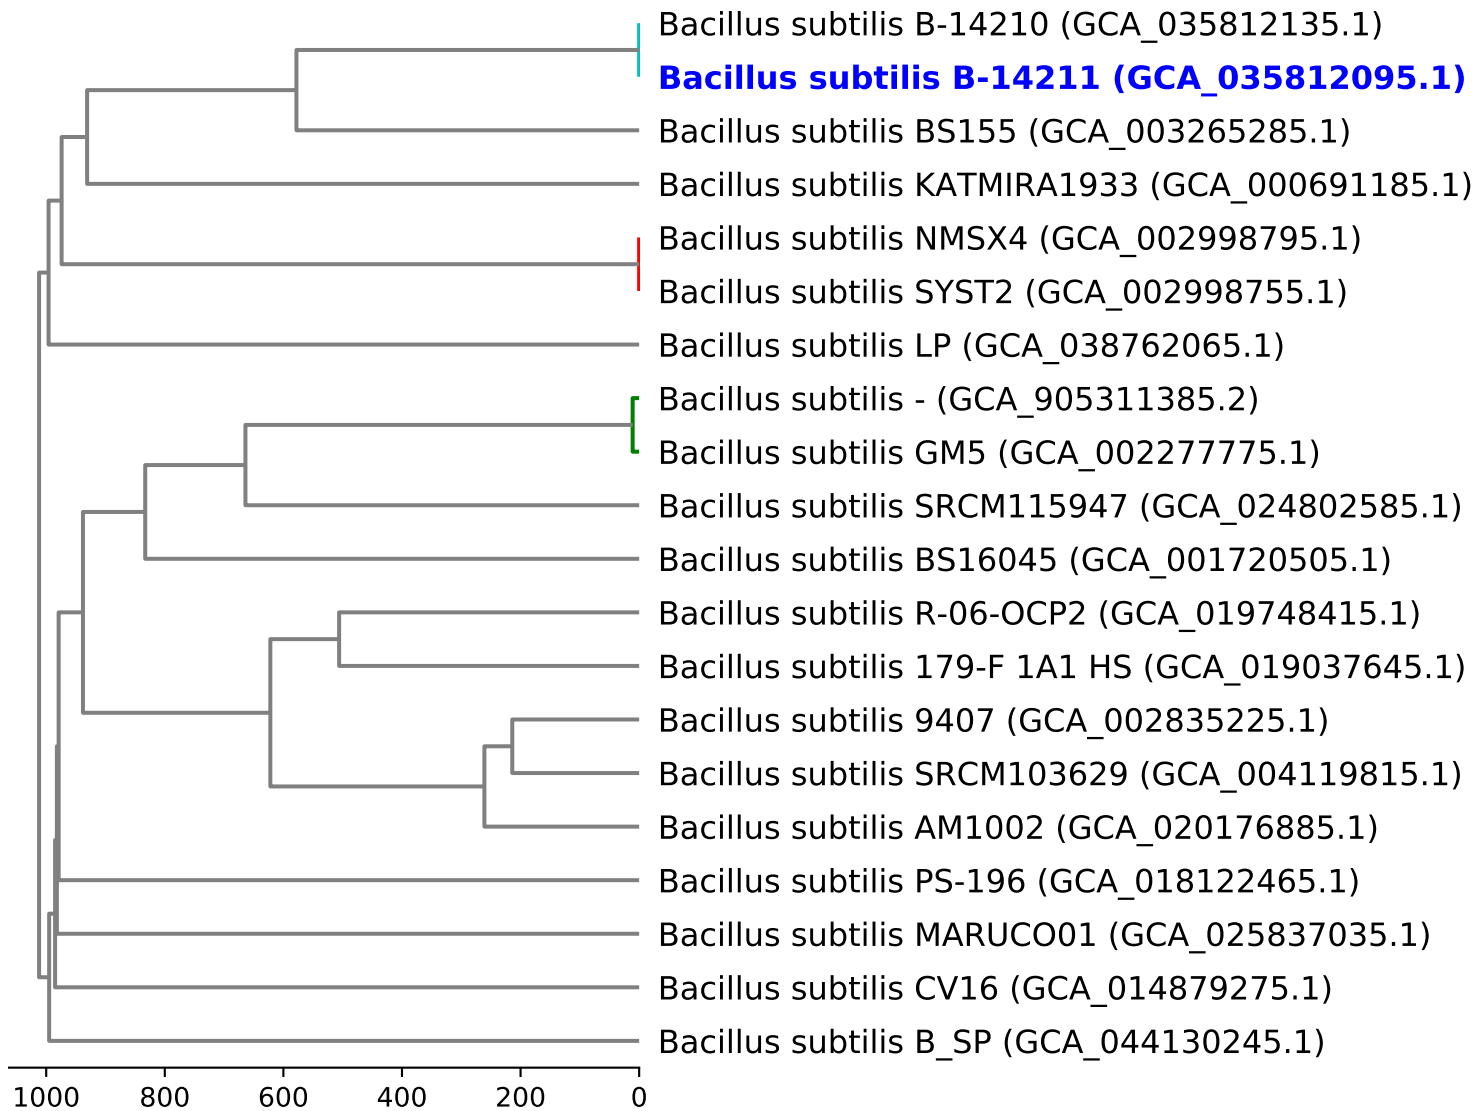 Bacillus subtilis B-14210 (GCA_035812135.1)
Bacillus subtilis B-14211 (GCA_035812095.1)
Bacillus subtilis BS155 (GCA_003265285.1)
Bacillus subtilis KATMIRA1933 (GCA_000691185.1)
Bacillus subtilis NMSX4 (GCA_002998795.1)
Bacillus subtilis SYST2 (GCA_002998755.1)
Bacillus subtilis LP (GCA_038762065.1)
Bacillus subtilis - (GCA_905311385.2)
Bacillus subtilis GM5 (GCA_002277775.1)
Bacillus subtilis SRCM115947 (GCA_024802585.1)
Bacillus subtilis BS16045 (GCA_001720505.1)
Bacillus subtilis R-06-OCP2 (GCA_019748415.1)
Bacillus subtilis 179-F 1A1 HS (GCA_019037645.1)
Bacillus subtilis 9407 (GCA_002835225.1)
Bacillus subtilis SRCM103629 (GCA_004119815.1)
Bacillus subtilis AM1002 (GCA_020176885.1)
Bacillus subtilis PS-196 (GCA_018122465.1)
Bacillus subtilis MARUCO01 (GCA_025837035.1)
Bacillus subtilis CV16 (GCA_014879275.1)
Bacillus subtilis B_SP (GCA_044130245.1)
1000 800 600 400 200 0